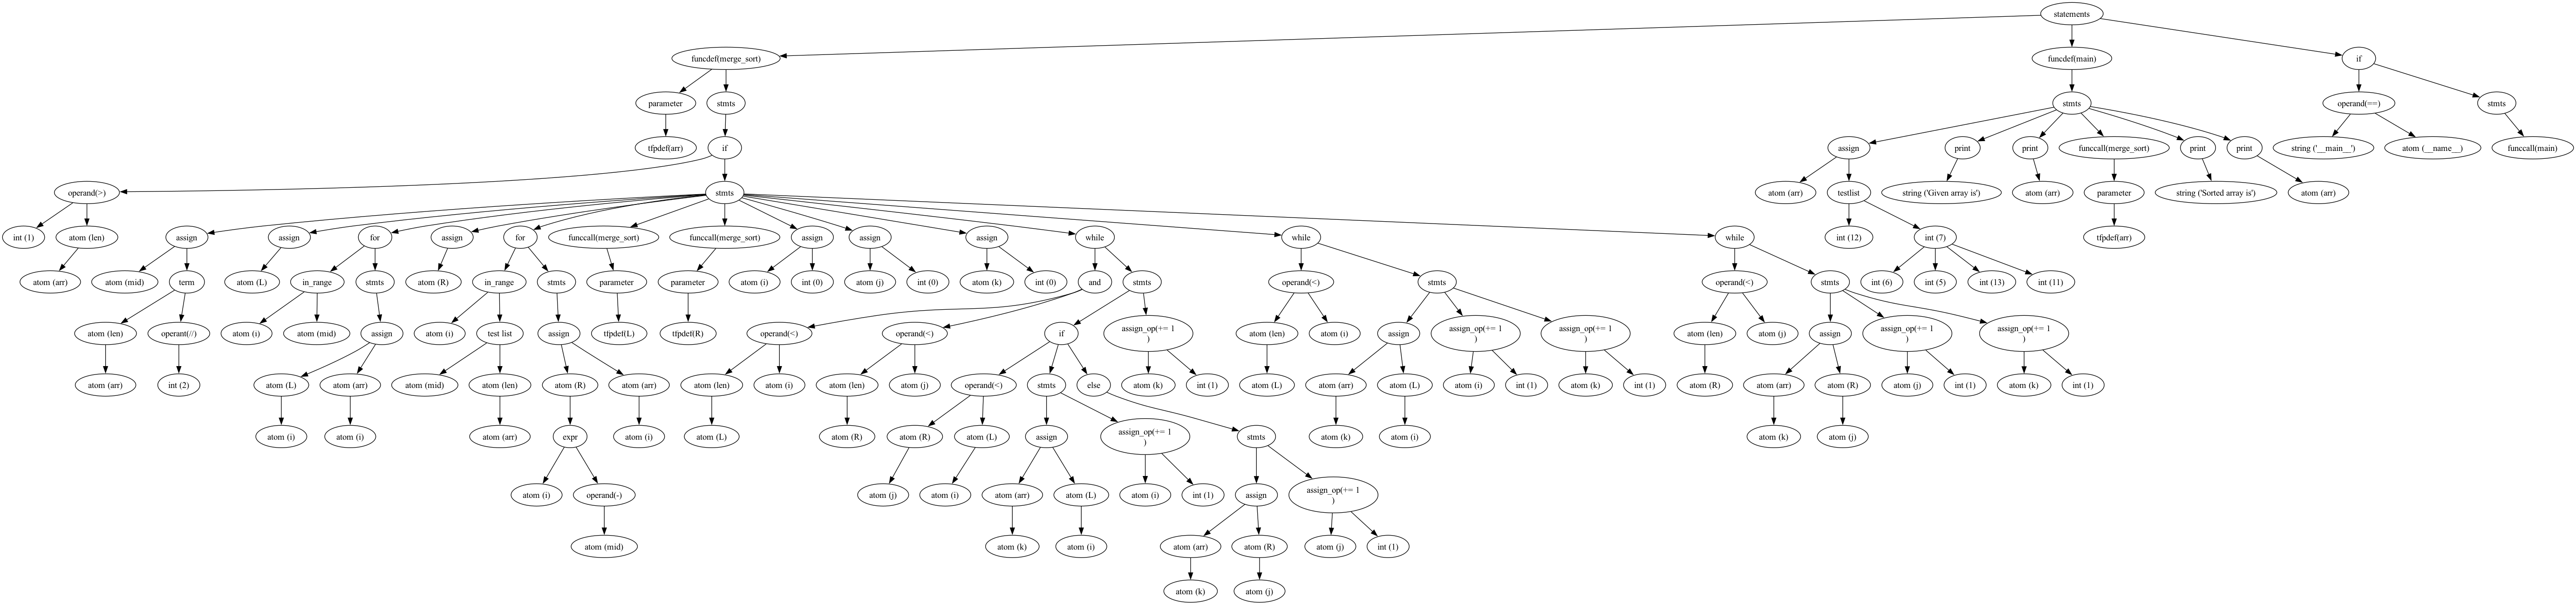 statements
funcdef(merge_sort)
funcdef(main)
if
parameter
stmts
stmts
operand(==)
stmts
tfpdef(arr)
if
assign
print
print
funccall(merge_sort)
print
print
string ('__main__')
atom (__name__)
funccall(main)
operand(>)
stmts
atom (arr)
testlist
string ('Given array is')
atom (arr)
parameter
string ('Sorted array is')
atom (arr)
int (1)
atom (len)
assign
assign
for
assign
for
funccall(merge_sort)
funccall(merge_sort)
assign
assign
assign
while
while
while
int (12)
int (7)
tfpdef(arr)
atom (arr)
atom (mid)
term
atom (L)
in_range
stmts
atom (R)
in_range
stmts
parameter
parameter
atom (i)
int (0)
atom (j)
int (0)
atom (k)
int (0)
and
stmts
operand(<)
stmts
operand(<)
stmts
int (6)
int (5)
int (13)
int (11)
atom (len)
operant(//)
atom (i)
atom (mid)
assign
atom (i)
test list
assign
tfpdef(L)
tfpdef(R)
operand(<)
operand(<)
if
assign_op(+= 1
)
atom (len)
atom (i)
assign
assign_op(+= 1
)
assign_op(+= 1
)
atom (len)
atom (j)
assign
assign_op(+= 1
)
assign_op(+= 1
)
atom (arr)
int (2)
atom (L)
atom (arr)
atom (mid)
atom (len)
atom (R)
atom (arr)
atom (len)
atom (i)
atom (len)
atom (j)
operand(<)
stmts
else
atom (k)
int (1)
atom (L)
atom (arr)
atom (L)
atom (i)
int (1)
atom (k)
int (1)
atom (R)
atom (arr)
atom (R)
atom (j)
int (1)
atom (k)
int (1)
atom (i)
atom (i)
atom (arr)
expr
atom (i)
atom (L)
atom (R)
atom (R)
atom (L)
assign
assign_op(+= 1
)
stmts
atom (k)
atom (i)
atom (k)
atom (j)
atom (i)
operand(-)
atom (j)
atom (i)
atom (arr)
atom (L)
atom (i)
int (1)
assign
assign_op(+= 1
)
atom (mid)
atom (k)
atom (i)
atom (arr)
atom (R)
atom (j)
int (1)
atom (k)
atom (j)